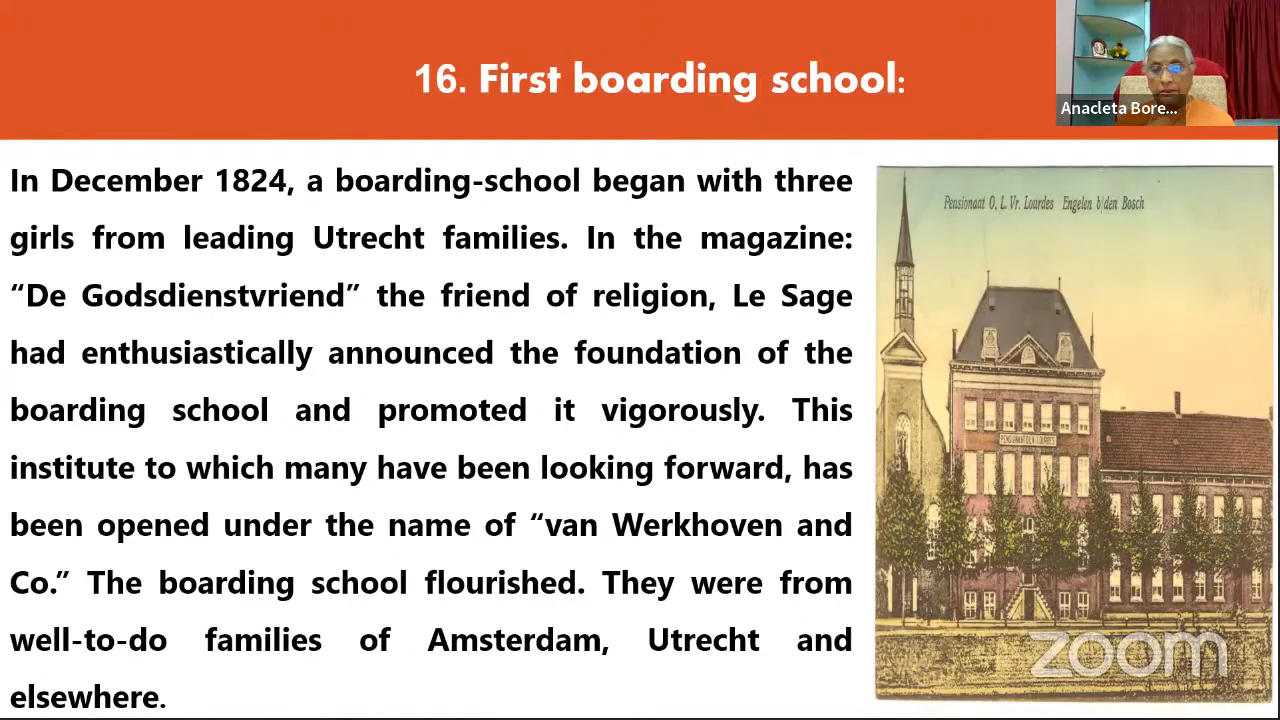 16. First boarding school:
Anacleta Bore...
In December 1824, a boarding-school began with three
girls from leading Utrecht families. In the magazine:
“De Godsdienstvriend” the friend of religion, Le Sage
had enthusiastically announced the foundation of the
boarding school and promoted it vigorously. This
institute to which many have been looking forward, has
been opened under the name of “van Werkhoven and
Co.” The boarding school flourished. They were from
well-to-do families of Amsterdam, Utrecht and
elsewhere.
Pensionaat O. L. Vr. Lourdes Engelen b/den Bosch
zoom